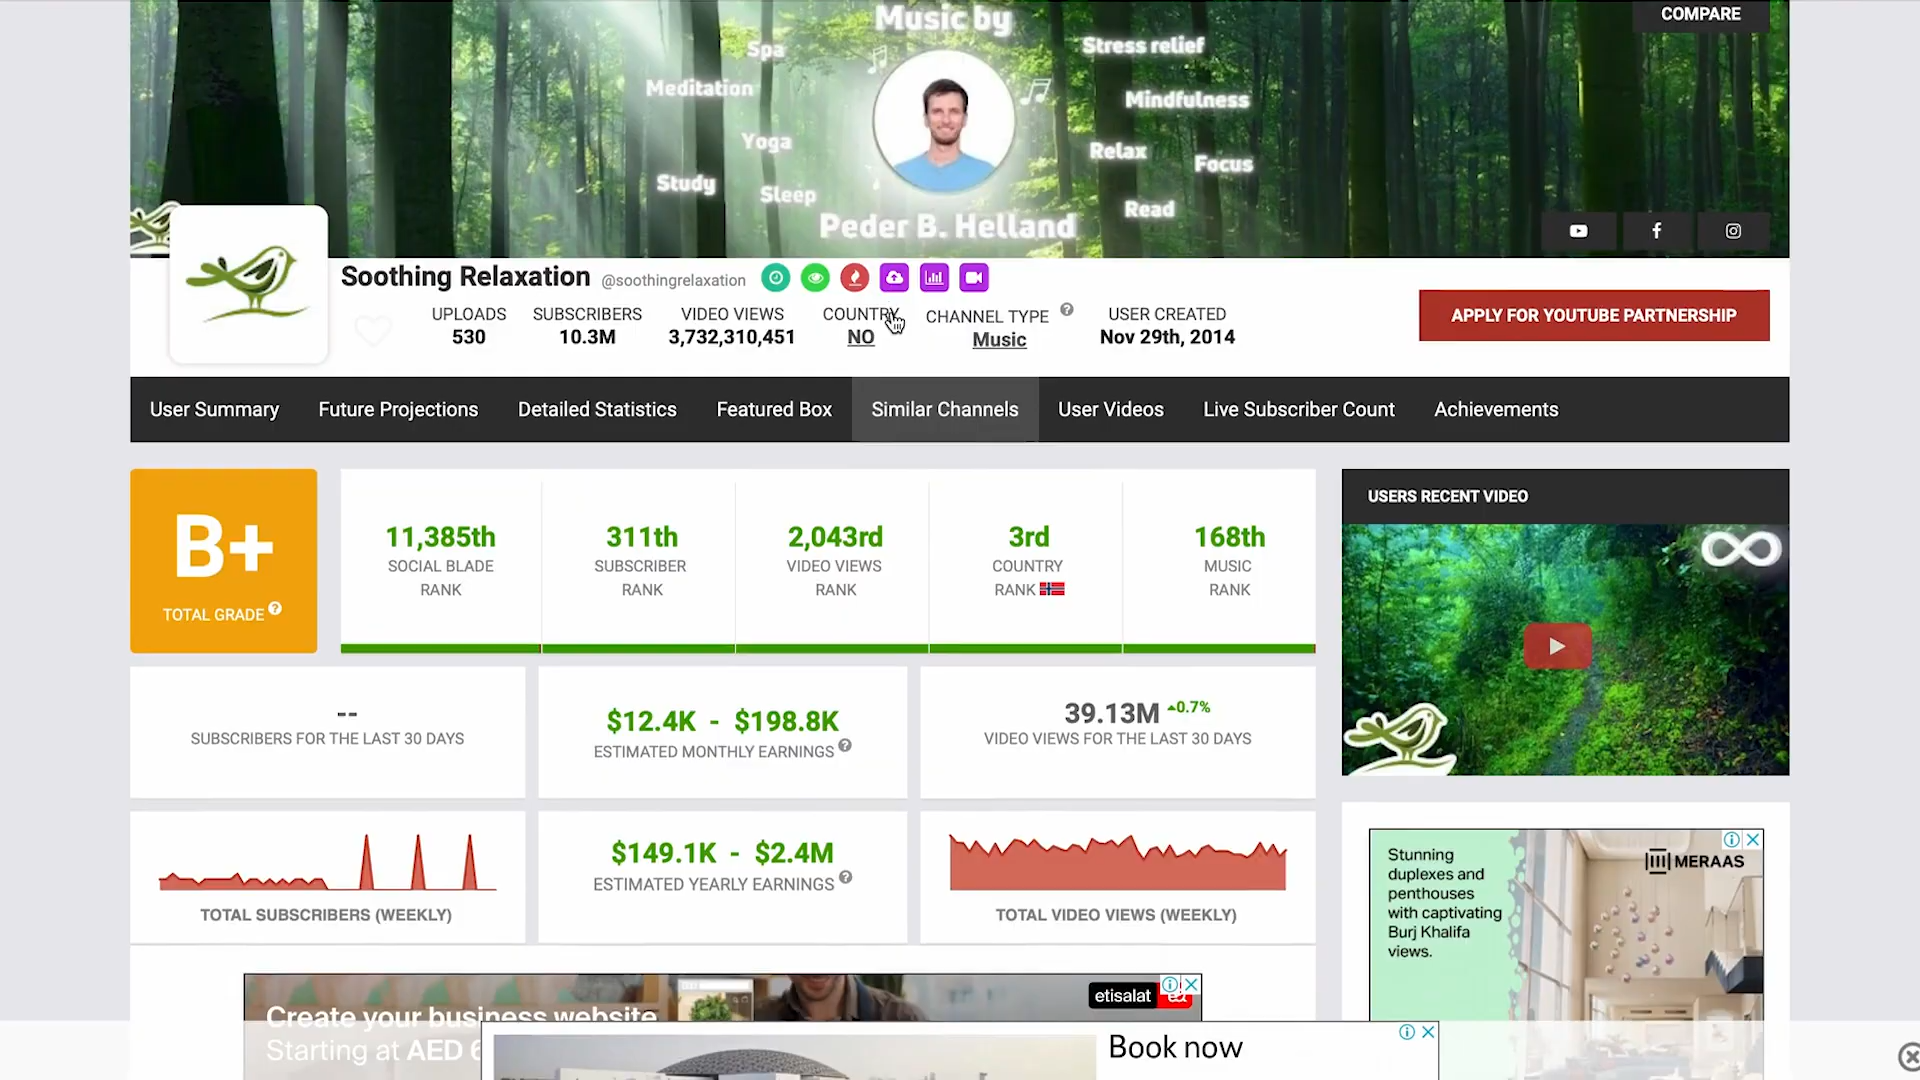 COMPARE
Music by
Spa
Stress relief
Meditation
Mindfulness
Yoga
Relax
Focus
Study
Sleep
Read
Peder B. Helland
Soothing Relaxation @soothingrelaxation
UPLOADS
530
SUBSCRIBERS
10.3M
VIDEO VIEWS
3,732,310,451
COUNTRY
NO
CHANNEL TYPE ?
Music
USER CREATED
Nov 29th, 2014
APPLY FOR YOUTUBE PARTNERSHIP
User Summary
Future Projections
Detailed Statistics
Featured Box
Similar Channels
User Videos
Live Subscriber Count
Achievements
B+
TOTAL GRADE ?
11,385th
SOCIAL BLADE
RANK
311th
SUBSCRIBER
RANK
2,043rd
VIDEO VIEWS
RANK
3rd
COUNTRY
RANK
168th
MUSIC
RANK
USERS RECENT VIDEO
--
SUBSCRIBERS FOR THE LAST 30 DAYS
$12.4K - $198.8K
ESTIMATED MONTHLY EARNINGS ?
39.13M 0.7%
VIDEO VIEWS FOR THE LAST 30 DAYS
TOTAL SUBSCRIBERS (WEEKLY)
$149.1K - $2.4M
ESTIMATED YEARLY EARNINGS ?
TOTAL VIDEO VIEWS (WEEKLY)
Stunning
duplexes and
penthouses
with captivating
Burj Khalifa
views.
MERAAS
Create your business website
Starting at AED 6
etisalat
Book now